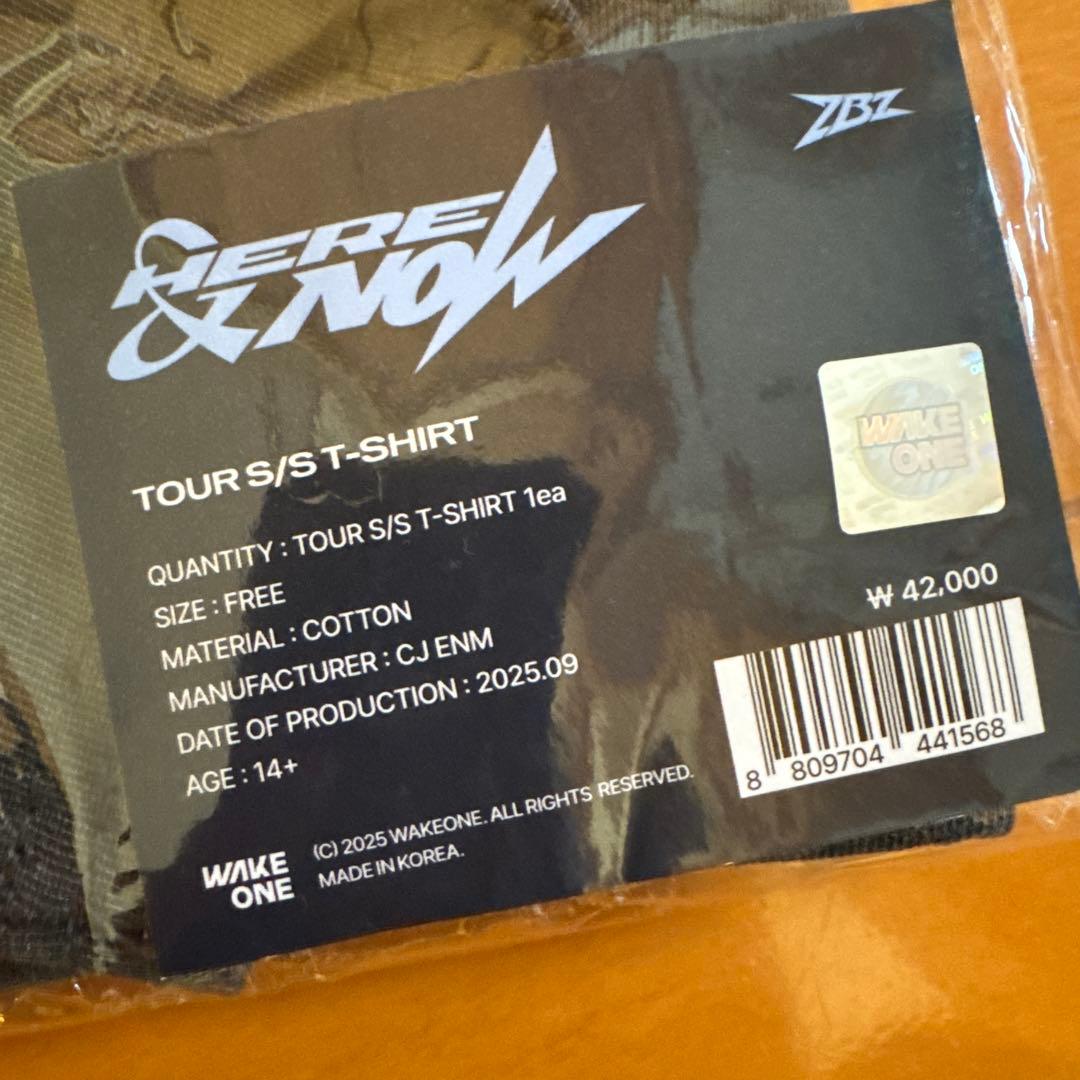 ZB1
HERE
& NOW
TOUR S/S T-SHIRT
QUANTITY : TOUR S/S T-SHIRT 1ea
SIZE : FREE
MATERIAL : COTTON
MANUFACTURER : CJ ENM
DATE OF PRODUCTION : 2025.09
AGE : 14+
WAKE
ONE
(C) 2025 WAKEONE. ALL RIGHTS RESERVED.
MADE IN KOREA.
WAKE
ONE
₩ 42,000
8 809704 441568